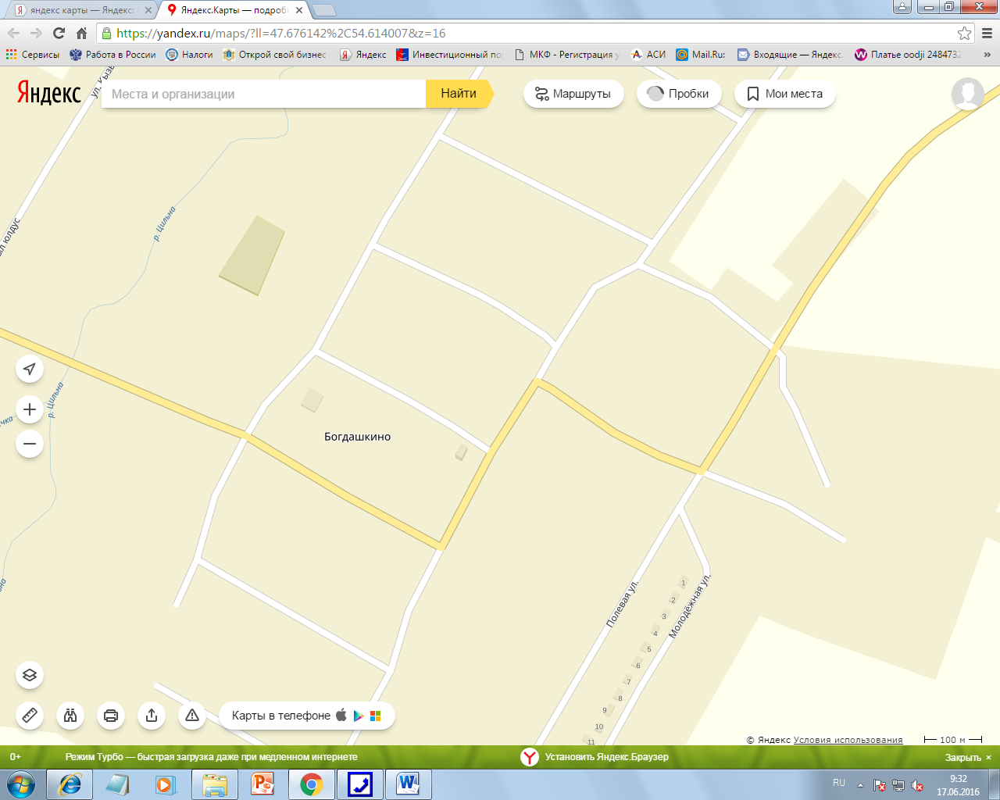 яндекс карты — Яндекс:
Яндекс.Карты — подроб
https://yandex.ru/maps/?ll=47.676142%2C54.614007&z=16
Сервисы
Работа в России
Налоги
Открой свой бизнес
Яндекс
Инвестиционный по
МКФ - Регистрация у
АСИ
Mail.Ru:
Входящие — Яндекс.
Платье oodji 2484732
»
Яндекс
Места и организации
Найти
Маршруты
Пробки
Мои места
р. Цильна
юлдус
р. Цильна
чка
Богдашкино
Полевая ул.
Молодёжная ул.
1
2
3
4
5
6
7
8
9
10
11
Карты в телефоне
© Яндекс Условия использования
100 м
0+
Режим Турбо — быстрая загрузка даже при медленном интернете
Установить Яндекс.Браузер
Закрыть ×
RU
9:32
17.06.2016